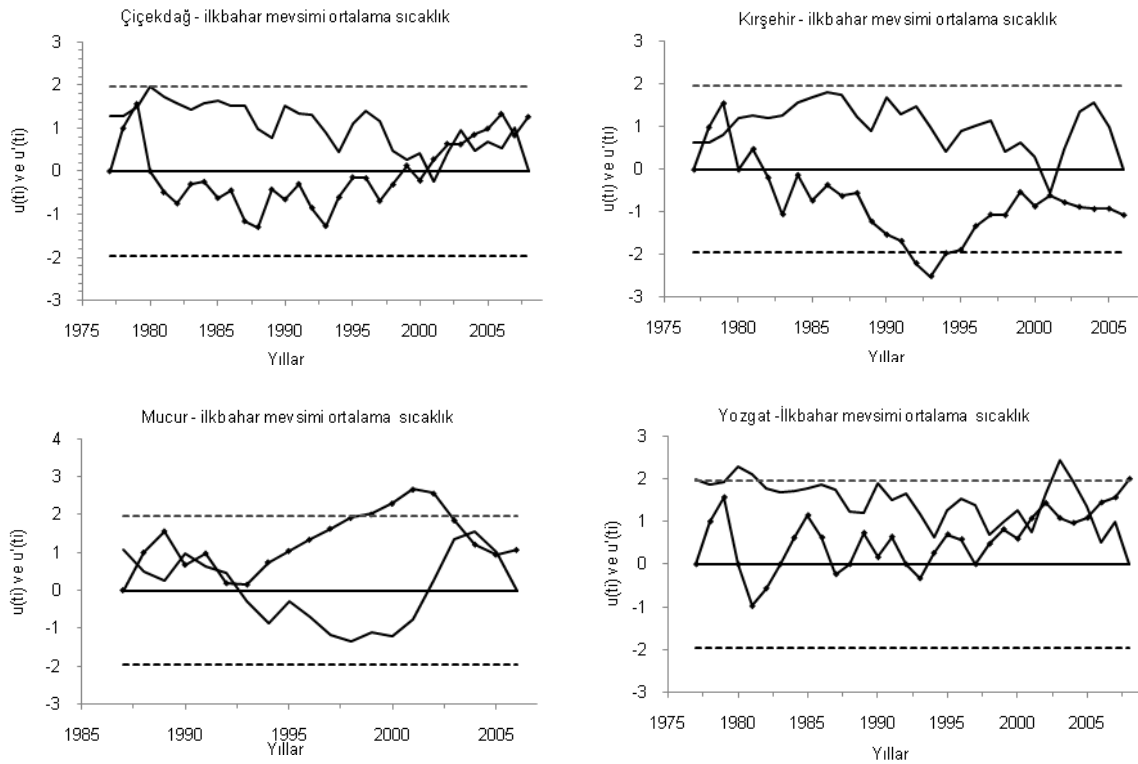 Çiçekdağ - ilkbahar mevsimi ortalama sıcaklık
u(ti) ve u'(ti)
3
2
1
0
-1
-2
-3
1975 1980 1985 1990 1995 2000 2005
Yıllar
Kırşehir - ilkbahar mevsimi ortalama sıcaklık
u(ti) ve u'(ti)
3
2
1
0
-1
-2
-3
1975 1980 1985 1990 1995 2000 2005
Yıllar
Mucur - ilkbahar mevsimi ortalama sıcaklık
u(ti) ve u'(ti)
4
3
2
1
0
-1
-2
-3
1985 1990 1995 2000 2005
Yıllar
Yozgat -İlkbahar mevsimi ortalama sıcaklık
u(ti) ve u'(ti)
3
2
1
0
-1
-2
-3
1975 1980 1985 1990 1995 2000 2005
Yıllar